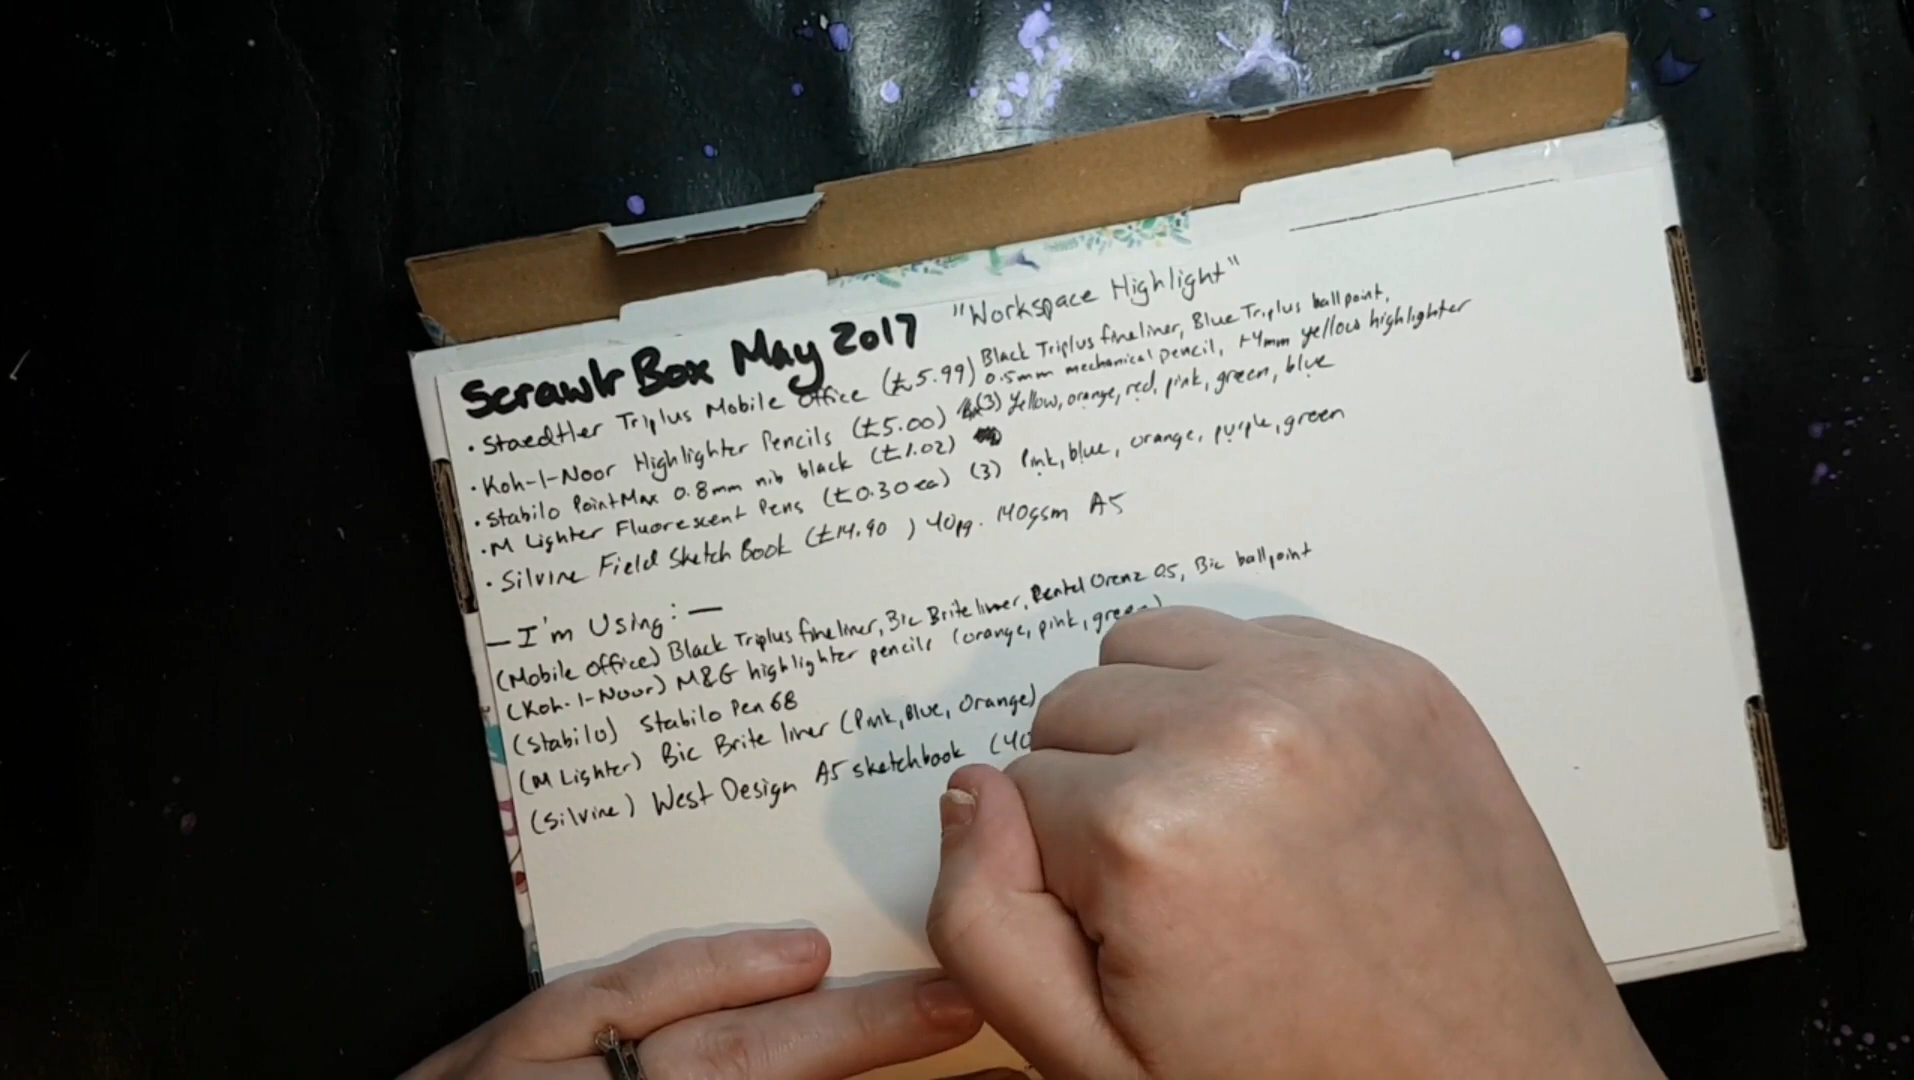 Scrawlr Box May 2017 "Workspace Highlight"
• Staedtler Triplus Mobile Office (£5.99) Black Triplus fineliner, Blue Triplus ballpoint,
0.5mm mechanical pencil, 1-4mm yellow highlighter
• Koh-I-Noor Highlighter Pencils (£5.00) (3) Yellow, orange, red, pink, green, blue
• Stabilo PointMax 0.8mm nib black (£1.02)
• M Lighter Fluorescent Pens (£0.30 ea) (3) Pink, blue, orange, purple, green
• Silvine Field Sketch Book (£14.90 ) 40pg. 140gsm A5
— I'm Using: —
(Mobile Office) Black Triplus fineliner, Bic Brite liner, Pentel Orenz 0.5, Bic ballpoint
(Koh-I-Noor) M&G highlighter pencils (orange, pink, green)
(Stabilo) Stabilo Pen 68
(M Lighter) Bic Brite liner (Pink, Blue, Orange)
(Silvine) West Design A5 sketchbook (40